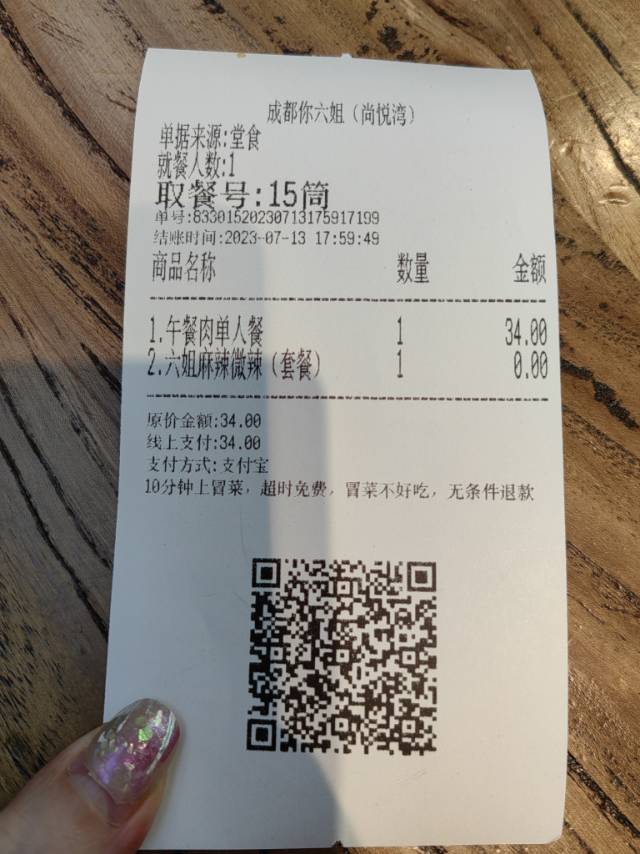 成都你六姐（尚悦湾）
单据来源:堂食
就餐人数:1
取餐号:15筒
单号:83301520230713175917199
结账时间:2023-07-13 17:59:49
商品名称 数量 金额
1.午餐肉单人餐 1 34.00
2.六姐麻辣微辣（套餐） 1 0.00
原价金额:34.00
线上支付:34.00
支付方式:支付宝
10分钟上冒菜，超时免费，冒菜不好吃，无条件退款